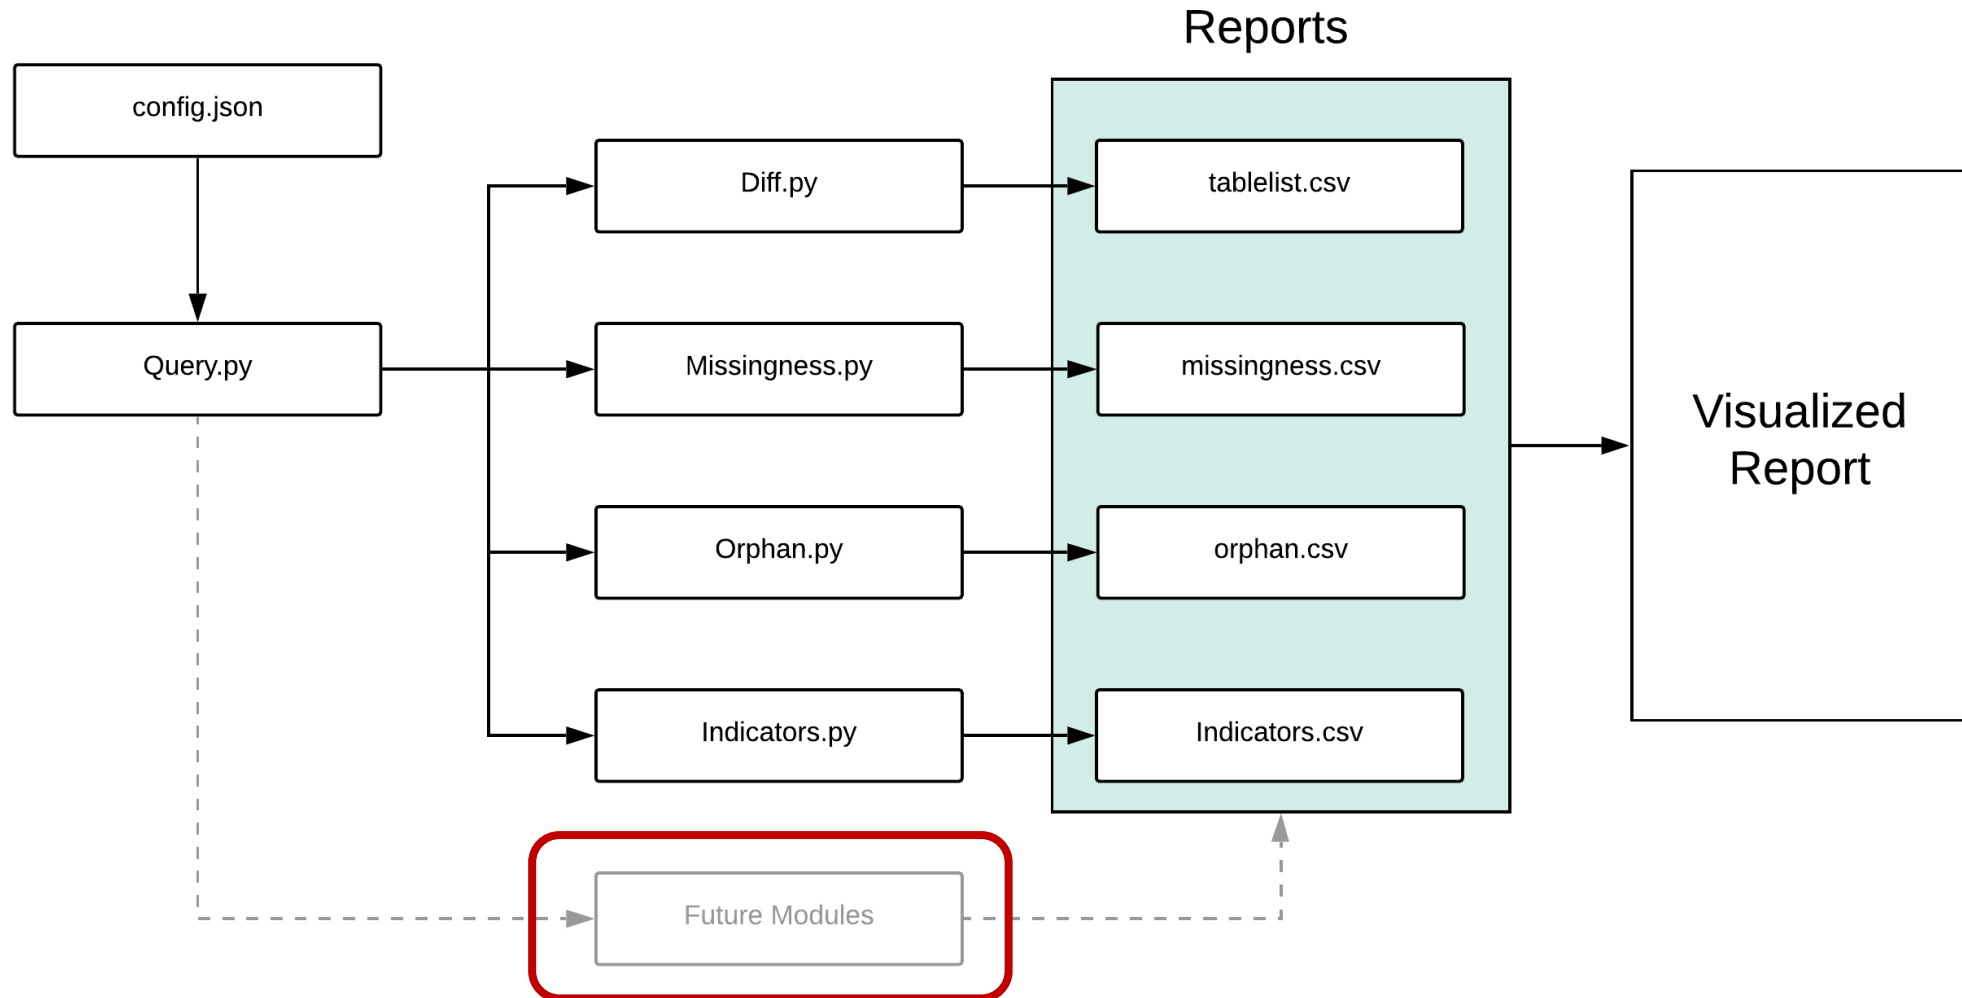 Reports
config.json
Diff.py
tablelist.csv
Query.py
Missingness.py
missingness.csv
Visualized
Report
Orphan.py
orphan.csv
Indicators.py
Indicators.csv
Future Modules